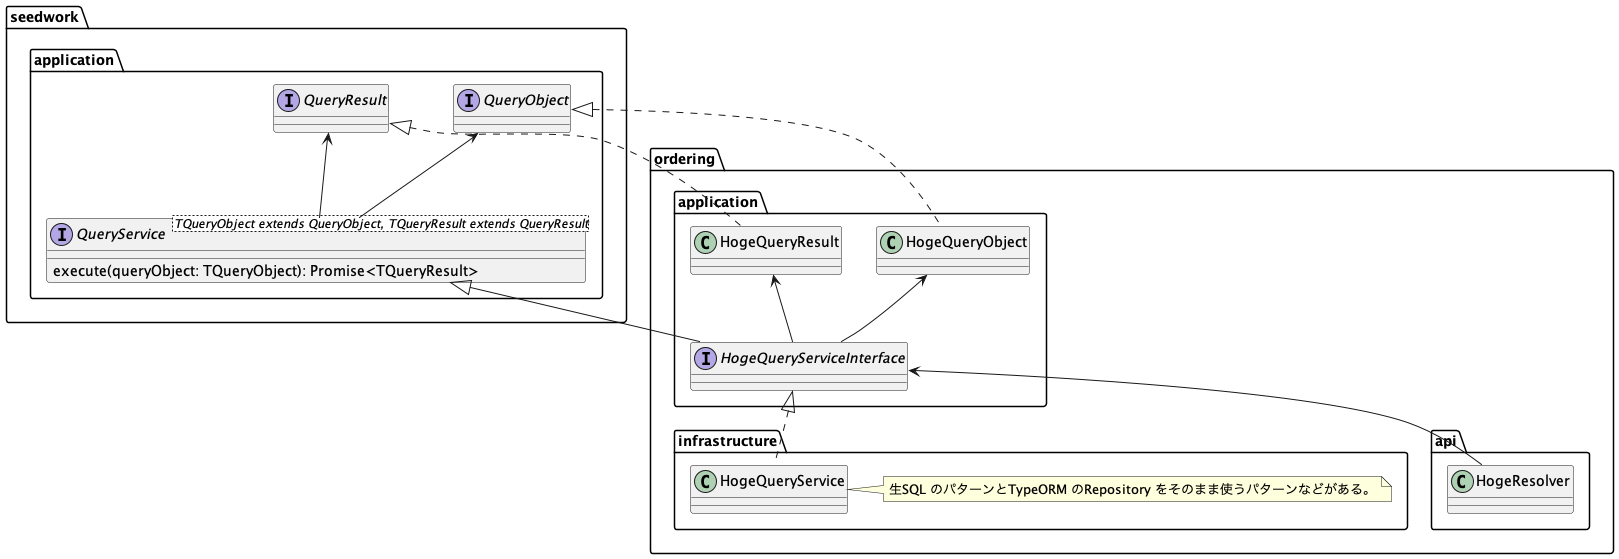 seedwork
application
I QueryResult
I QueryObject
I QueryService
TQueryObject extends QueryObject, TQueryResult extends QueryResult
execute(queryObject: TQueryObject): Promise<TQueryResult>
ordering
application
C HogeQueryResult
C HogeQueryObject
I HogeQueryServiceInterface
infrastructure
C HogeQueryService
生SQL のパターンとTypeORM のRepository をそのまま使うパターンなどがある。
api
C HogeResolver